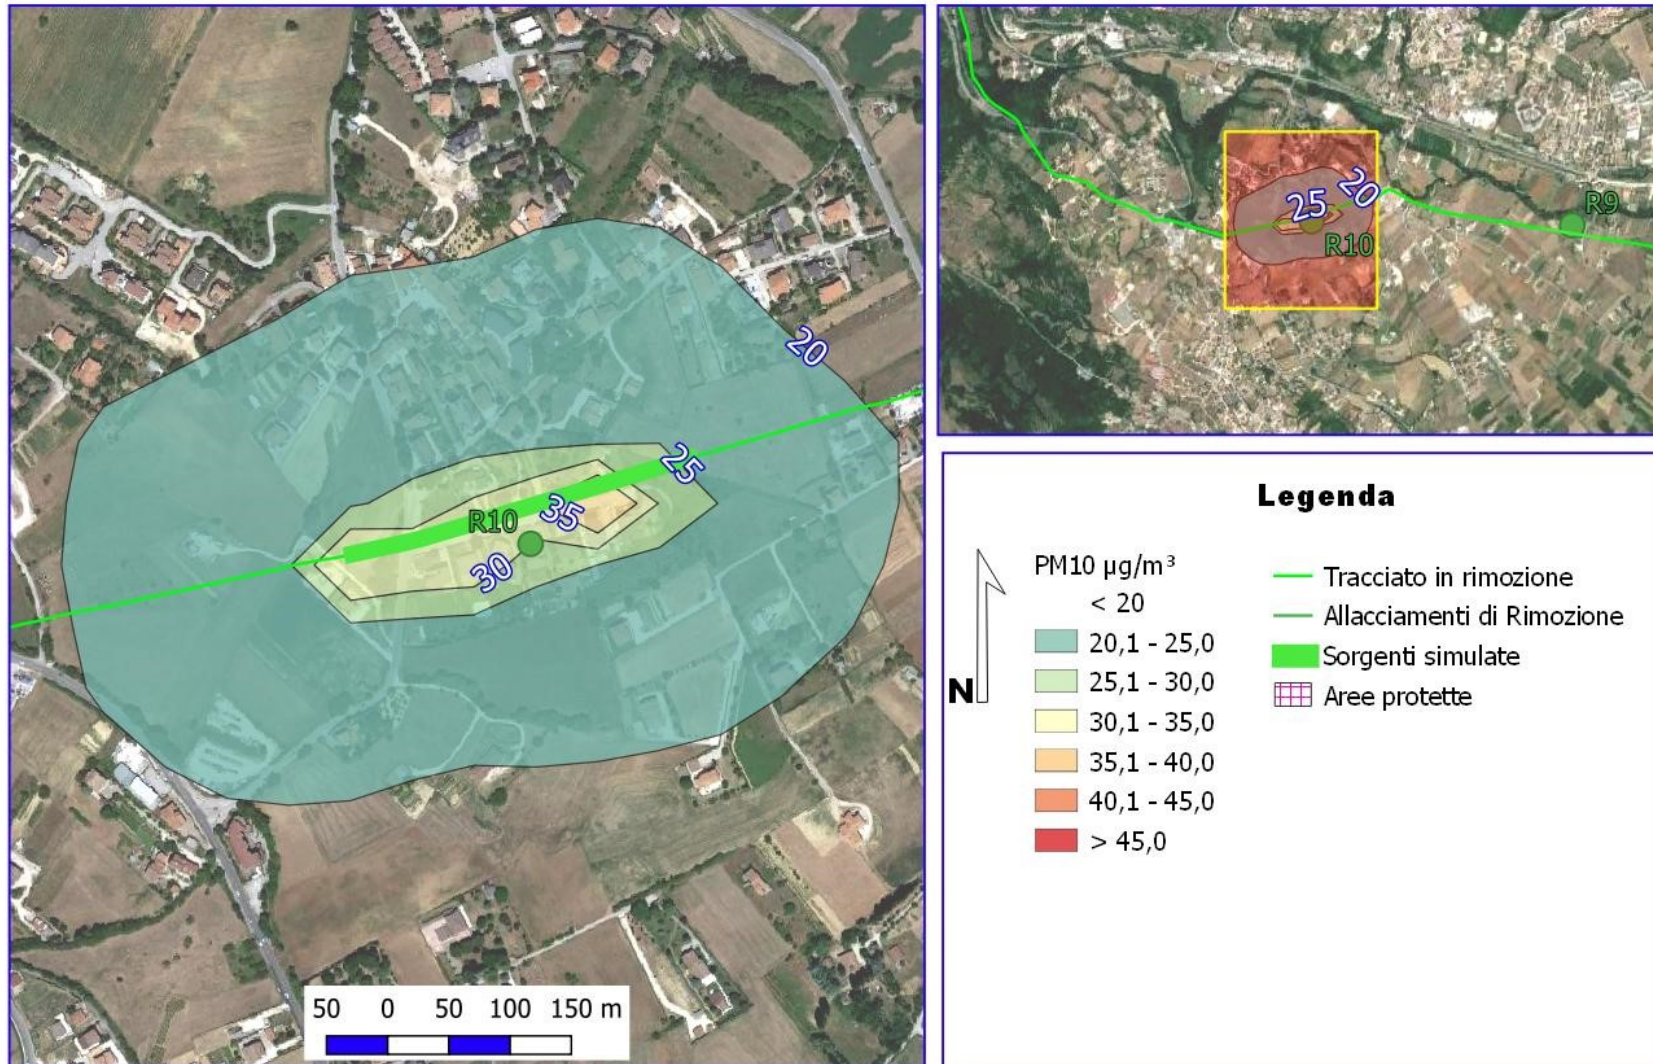 20
25
35
R10
30
50 0 50 100 150 m
25
20
R9
R10
Legenda
N
PM10 µg/m³
< 20
20,1 - 25,0
25,1 - 30,0
30,1 - 35,0
35,1 - 40,0
40,1 - 45,0
> 45,0
Tracciato in rimozione
Allacciamenti di Rimozione
Sorgenti simulate
Aree protette